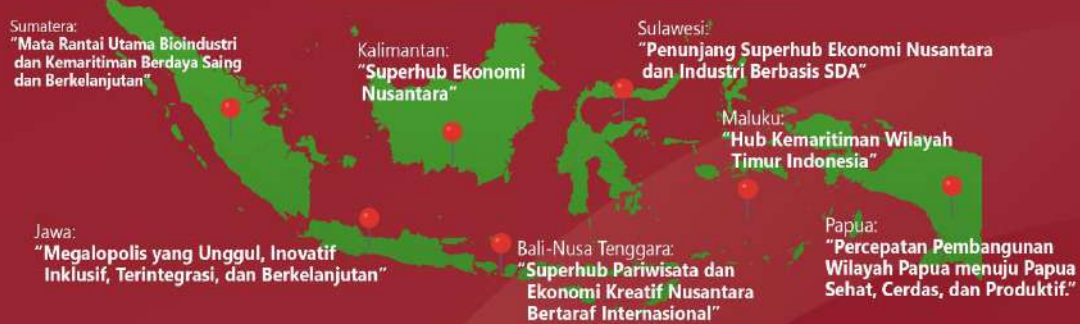 Sumatera:
"Mata Rantai Utama Bioindustri
dan Kemaritiman Berdaya Saing
dan Berkelanjutan"
Kalimantan:
"Superhub Ekonomi
Nusantara"
Sulawesi:
"Penunjang Superhub Ekonomi Nusantara
dan Industri Berbasis SDA"
Maluku:
"Hub Kemaritiman Wilayah
Timur Indonesia"
Jawa:
"Megalopolis yang Unggul, Inovatif
Inklusif, Terintegrasi, dan Berkelanjutan"
Bali-Nusa Tenggara:
"Superhub Pariwisata dan
Ekonomi Kreatif Nusantara
Bertaraf Internasional"
Papua:
"Percepatan Pembangunan
Wilayah Papua menuju Papua
Sehat, Cerdas, dan Produktif."